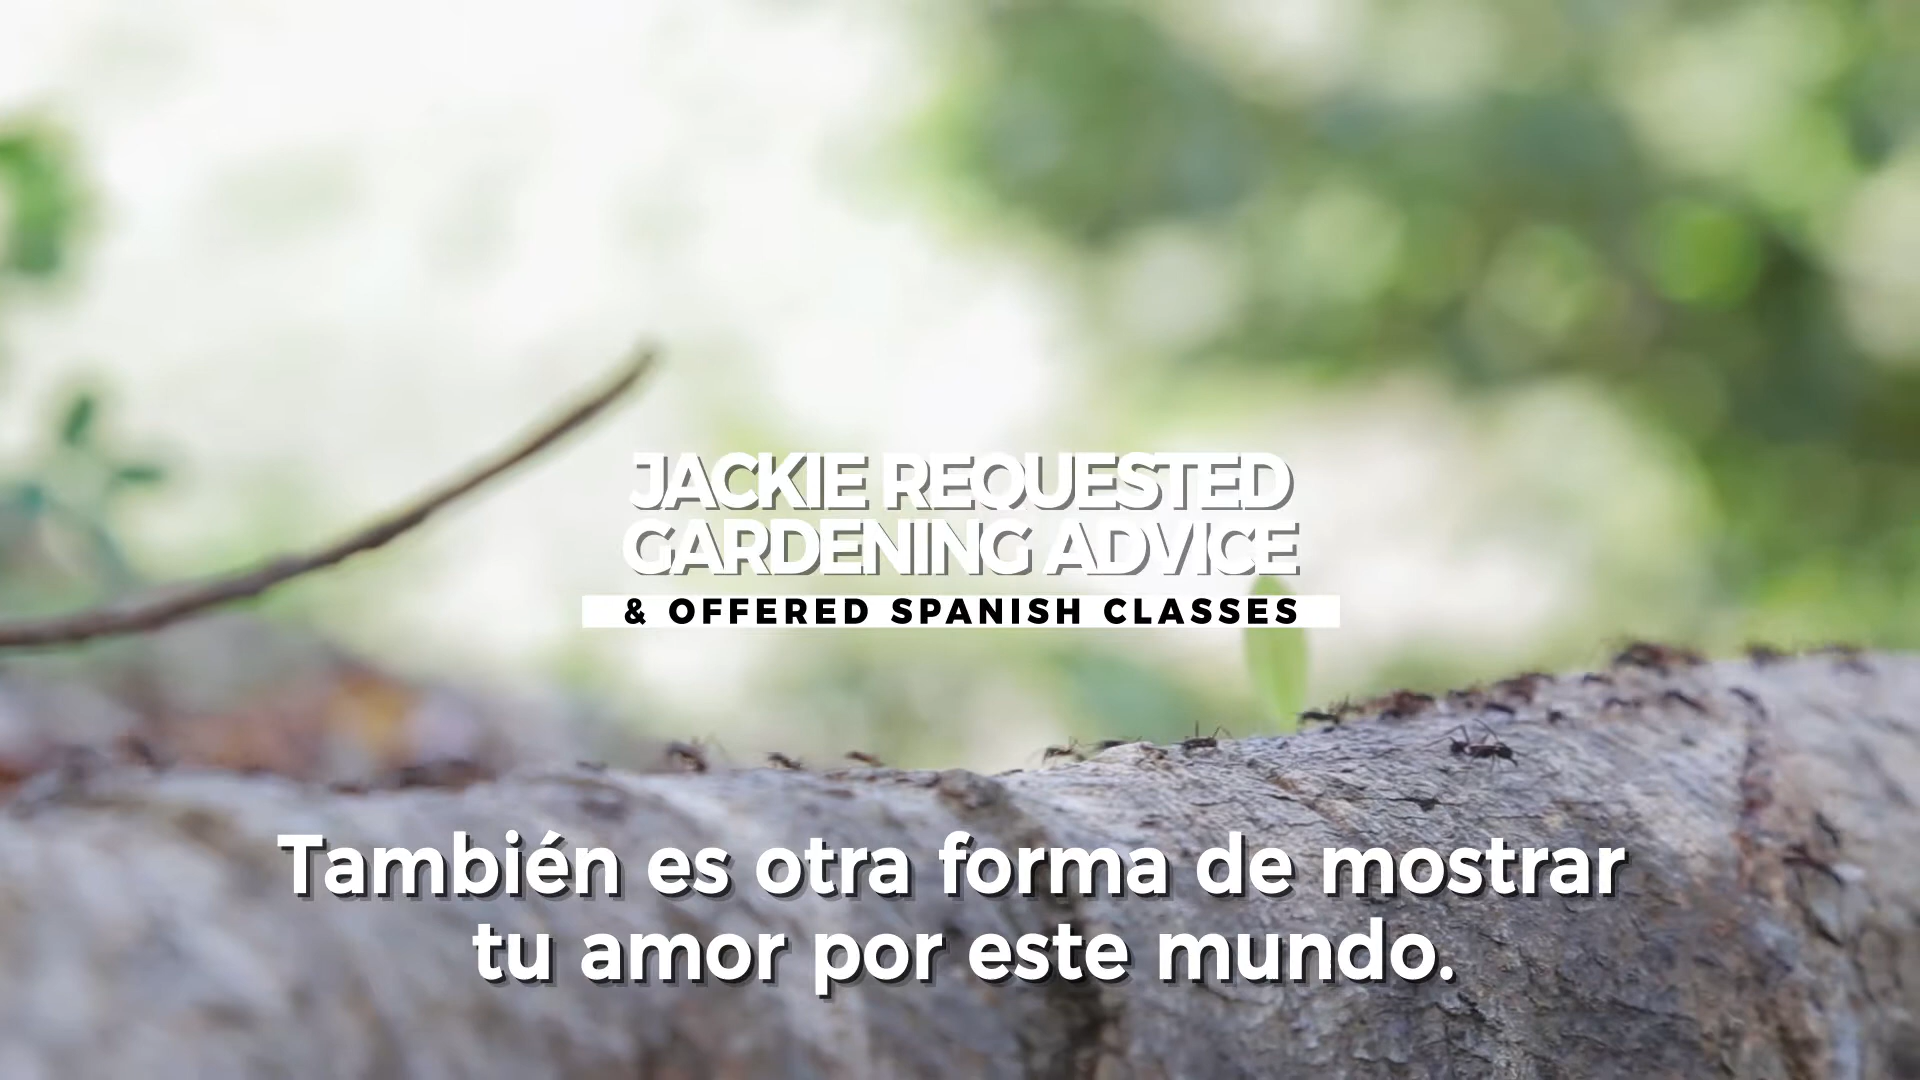 JACKIE REQUESTED
GARDENING ADVICE
& OFFERED SPANISH CLASSES
También es otra forma de mostrar
tu amor por este mundo.